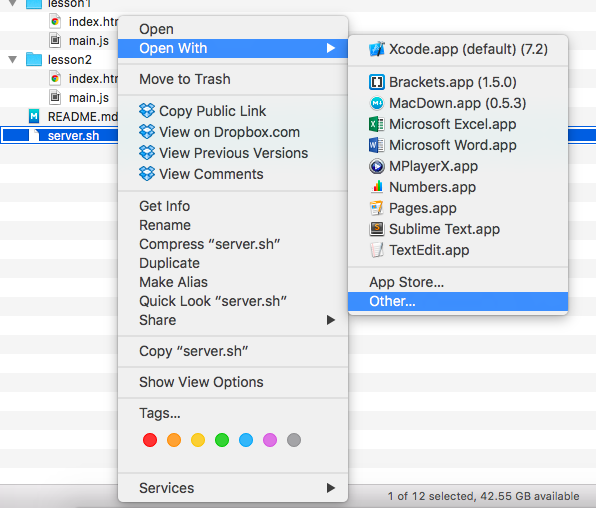 lesson1
index.htm
main.js
lesson2
index.htm
main.js
README.md
server.sh
Open
Open With
Move to Trash
Copy Public Link
View on Dropbox.com
View Previous Versions
View Comments
Get Info
Rename
Compress “server.sh”
Duplicate
Make Alias
Quick Look “server.sh”
Share
Copy “server.sh”
Show View Options
Tags...
Services
Xcode.app (default) (7.2)
Brackets.app (1.5.0)
MacDown.app (0.5.3)
Microsoft Excel.app
Microsoft Word.app
MPlayerX.app
Numbers.app
Pages.app
Sublime Text.app
TextEdit.app
App Store...
Other...
1 of 12 selected, 42.55 GB available